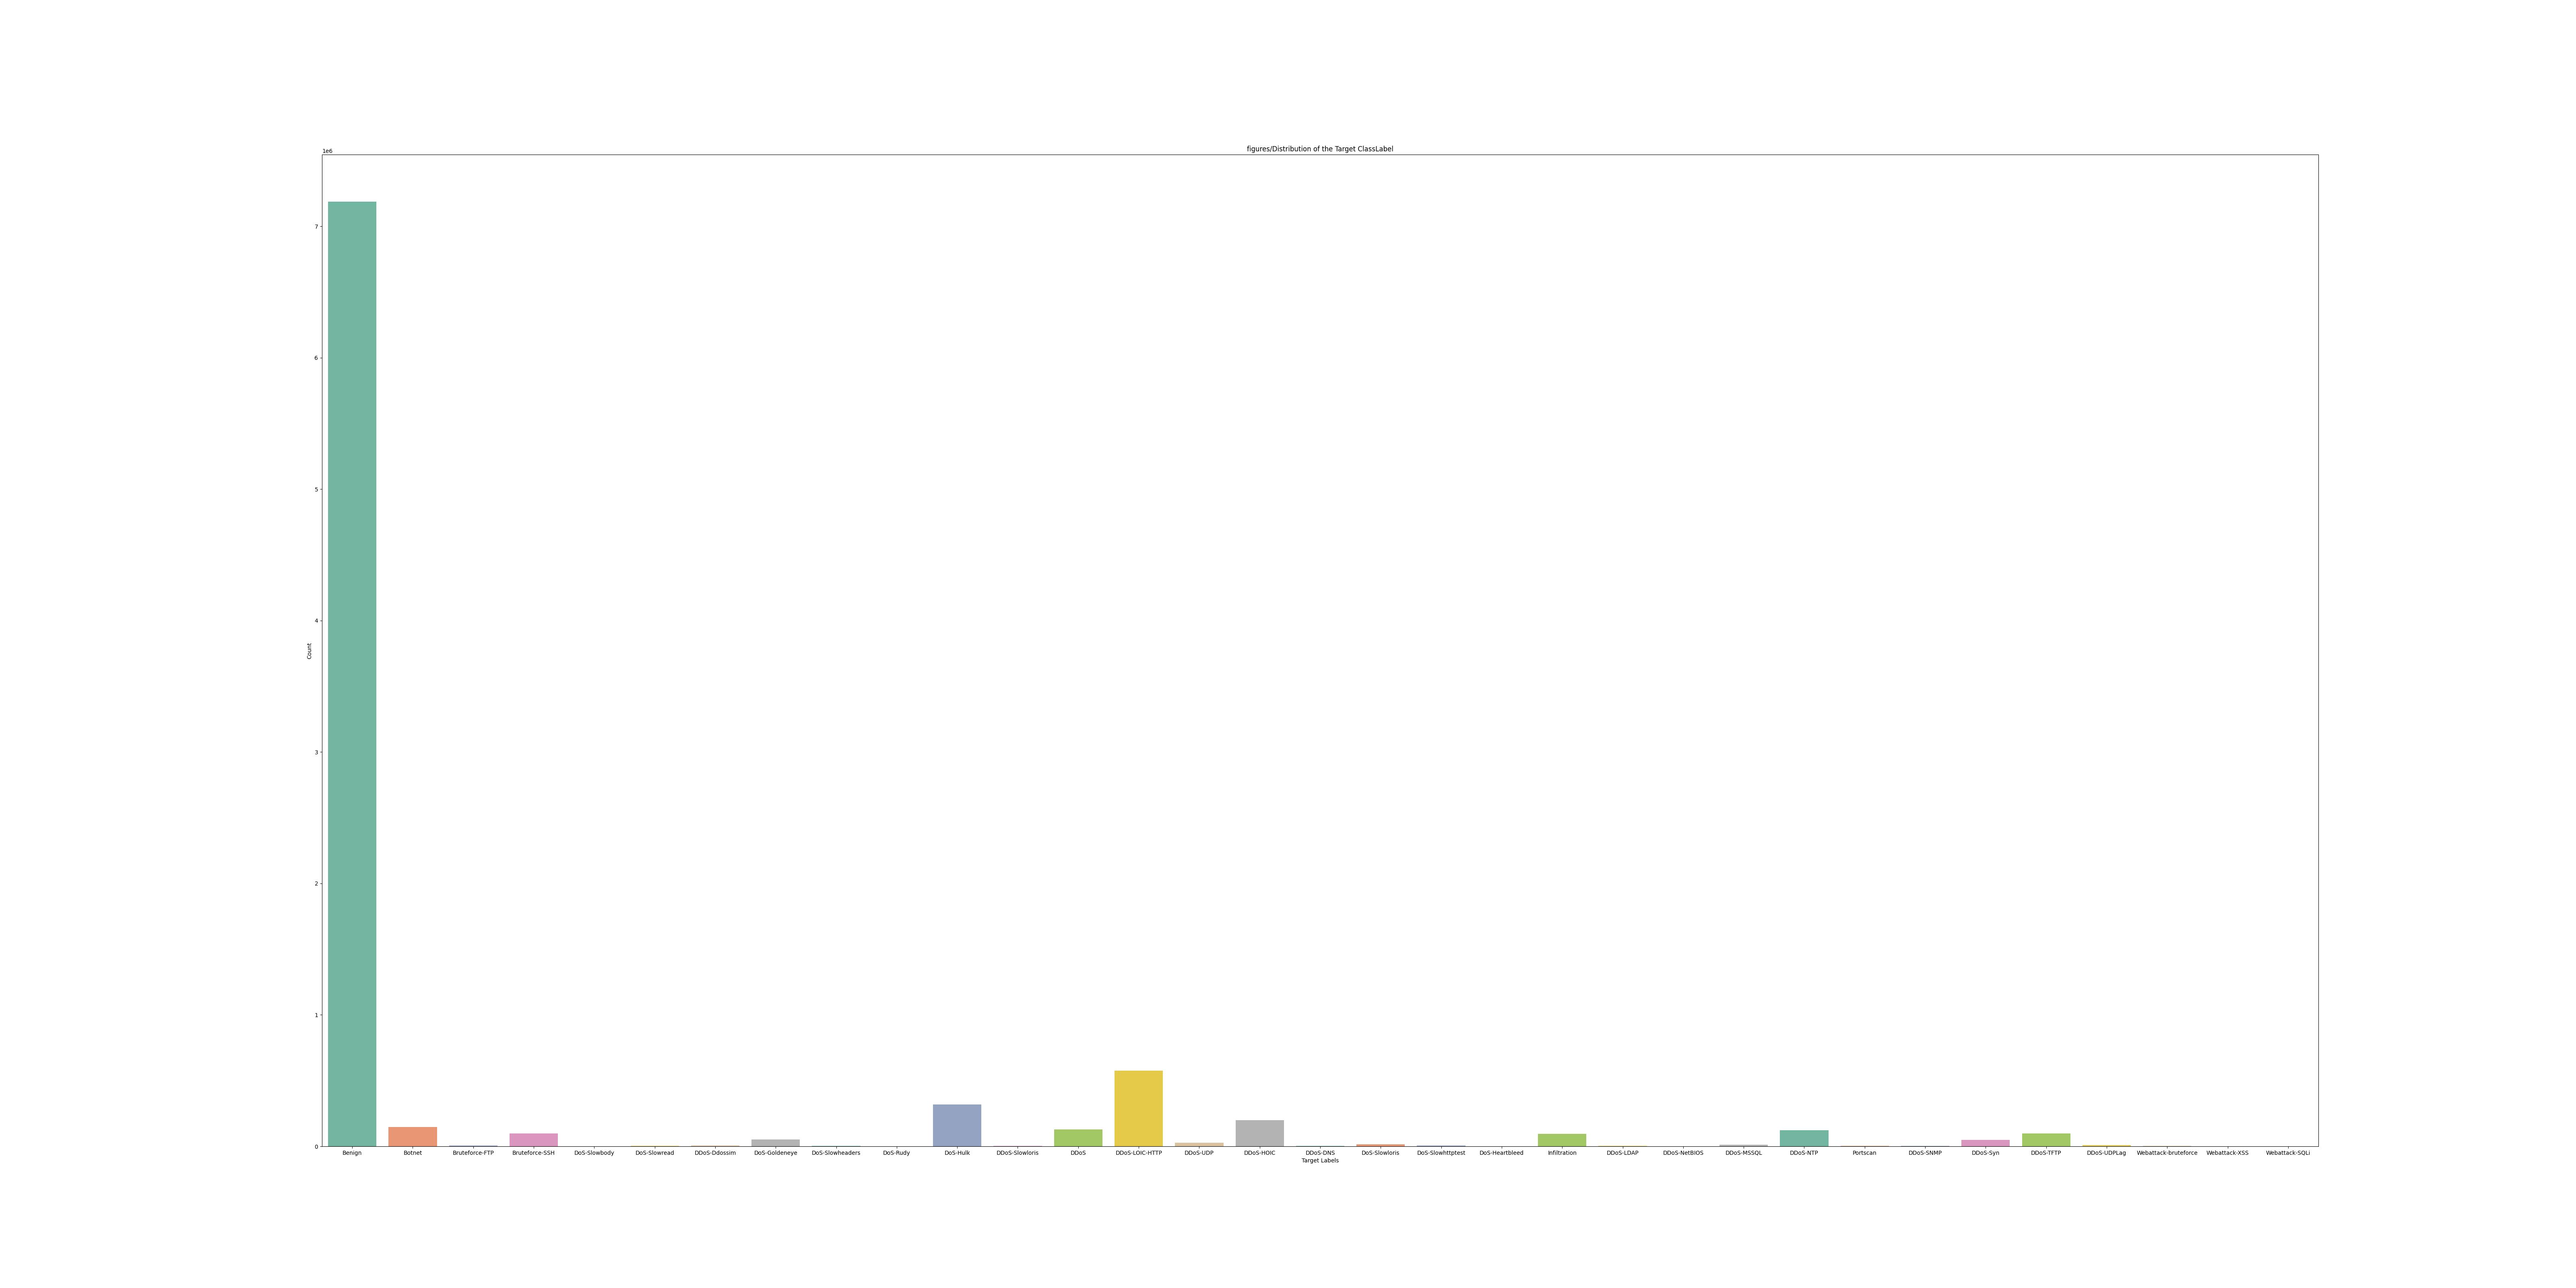 figures/Distribution of the Target ClassLabel
1e6
7
6
5
4
3
2
1
0
Count
Benign Botnet Bruteforce-FTP Bruteforce-SSH DoS-Slowbody DoS-Slowread DDoS-Ddossim DoS-Goldeneye DoS-Slowheaders DoS-Rudy DoS-Hulk DDoS-Slowloris DDoS DDoS-LOIC-HTTP DDoS-UDP DDoS-HOIC DDoS-DNS DoS-Slowloris DoS-Slowhttptest DoS-Heartbleed Infiltration DDoS-LDAP DDoS-NetBIOS DDoS-MSSQL DDoS-NTP Portscan DDoS-SNMP DDoS-Syn DDoS-TFTP DDoS-UDPLag Webattack-bruteforce Webattack-XSS Webattack-SQLi
Target Labels